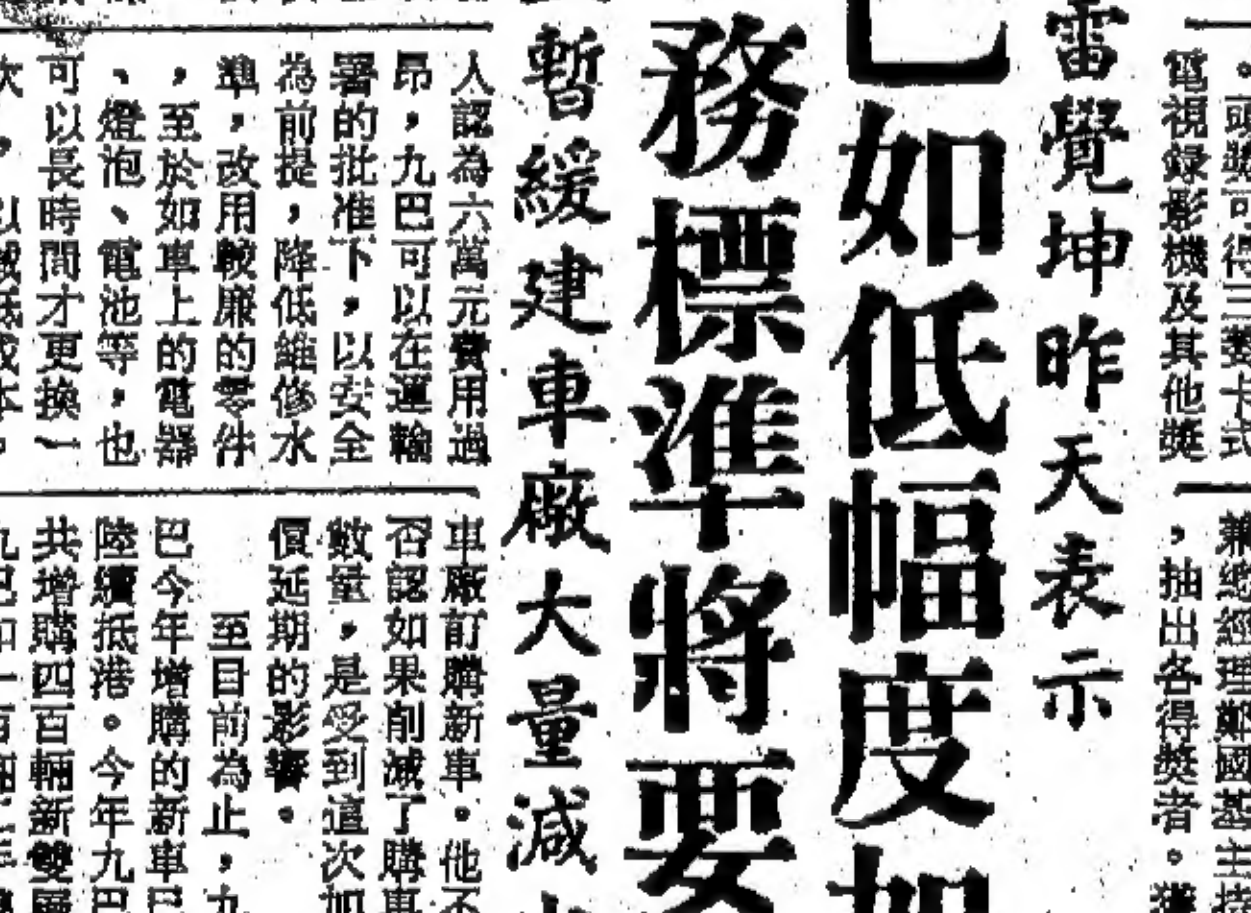 。頭獎可得三菱卡式
電視錄影機及其他獎
兼總經理鄭國基主持
，抽出各得獎者。獲
雷覺坤昨天表示
已如低幅度加
務標準將要
暫緩建車廠大量減
人認為六萬元費用過
昂，九巴可以在運輸
署的批准下，以安全
為前提，降低維修水
準，改用較廉的零件
，至於如車上的電器
、燈泡、電池等，也
可以長時間才更換一
次，以減低成本。
車廠訂購新車。他不
否認如果削減了購車
數量，是受到這次加
價延期的影響。
至目前為止，九
巴今年增購的新車已
陸續抵港。今年九巴
共增購四百輛新雙層